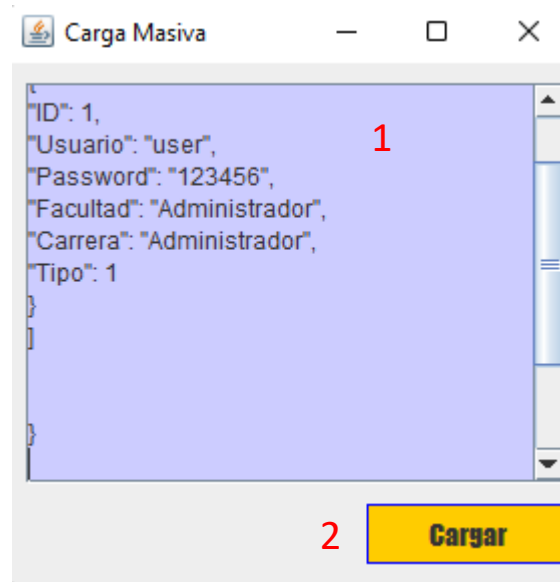 Carga Masiva
{
"ID": 1,
"Usuario": "user",
"Password": "123456",
"Facultad": "Administrador",
"Carrera": "Administrador",
"Tipo": 1
}
]
}
1
2
Cargar